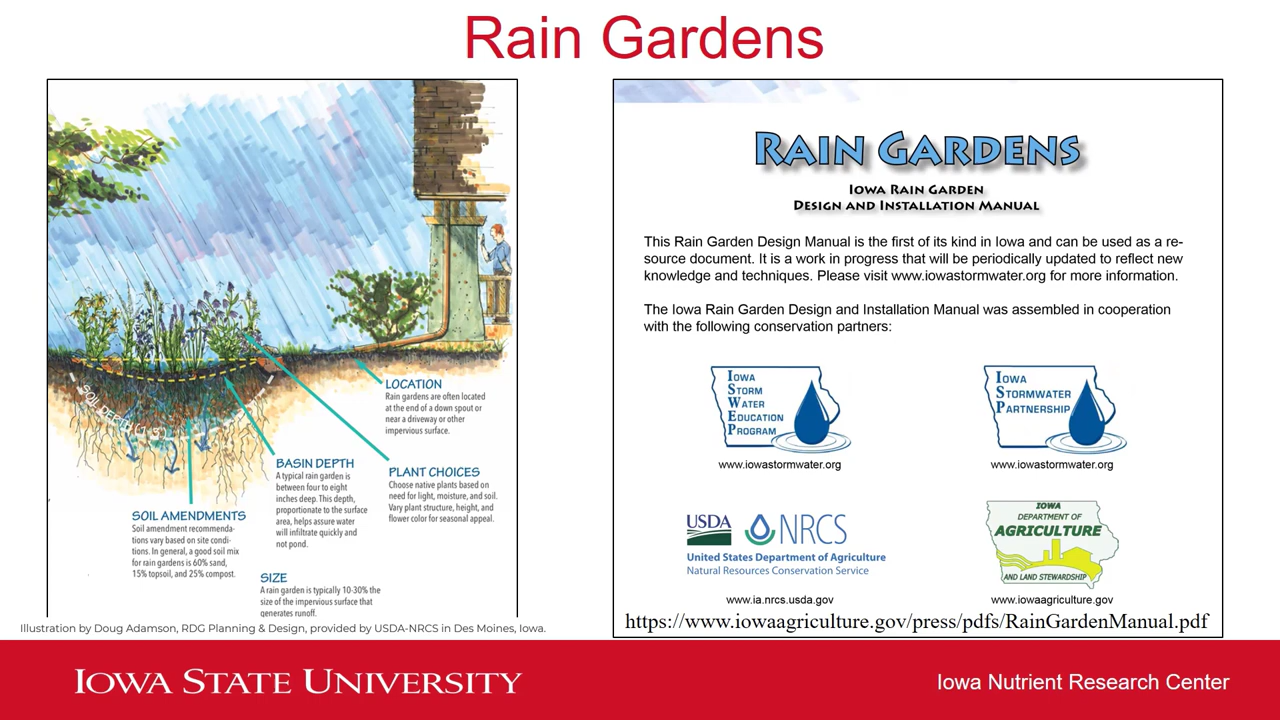 Rain Gardens
SOIL DEPTH (1-3')
LOCATION
Rain gardens are often located
at the end of a down spout or
near a driveway or other
impervious surface.
BASIN DEPTH
A typical rain garden is
between four to eight
inches deep. This depth,
proportionate to the surface
area, helps assure water
will infiltrate quickly and
not pond.
PLANT CHOICES
Choose native plants based on
need for light, moisture, and soil.
Vary plant structure, height, and
flower color for seasonal appeal.
SOIL AMENDMENTS
Soil amendment recommenda-
tions vary based on site condi-
tions. In general, a good soil mix
for rain gardens is 60% sand,
15% topsoil, and 25% compost.
SIZE
A rain garden is typically 10-30% the
size of the impervious surface that
generates runoff.
Illustration by Doug Adamson, RDG Planning & Design, provided by USDA-NRCS in Des Moines, Iowa.
RAIN GARDENS
IOWA RAIN GARDEN
DESIGN AND INSTALLATION MANUAL
This Rain Garden Design Manual is the first of its kind in Iowa and can be used as a re-
source document. It is a work in progress that will be periodically updated to reflect new
knowledge and techniques. Please visit www.iowastormwater.org for more information.
The Iowa Rain Garden Design and Installation Manual was assembled in cooperation
with the following conservation partners:
IOWA
STORM
WATER
EDUCATION
PROGRAM
www.iowastormwater.org
IOWA
STORMWATER
PARTNERSHIP
www.iowastormwater.org
USDA NRCS
United States Department of Agriculture
Natural Resources Conservation Service
www.ia.nrcs.usda.gov
IOWA
DEPARTMENT OF
AGRICULTURE
AND LAND STEWARDSHIP
www.iowaagriculture.gov
https://www.iowaagriculture.gov/press/pdfs/RainGardenManual.pdf
IOWA STATE UNIVERSITY
Iowa Nutrient Research Center